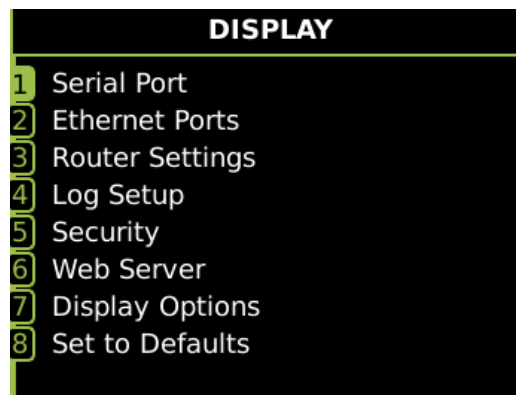 DISPLAY
1 Serial Port
2 Ethernet Ports
3 Router Settings
4 Log Setup
5 Security
6 Web Server
7 Display Options
8 Set to Defaults